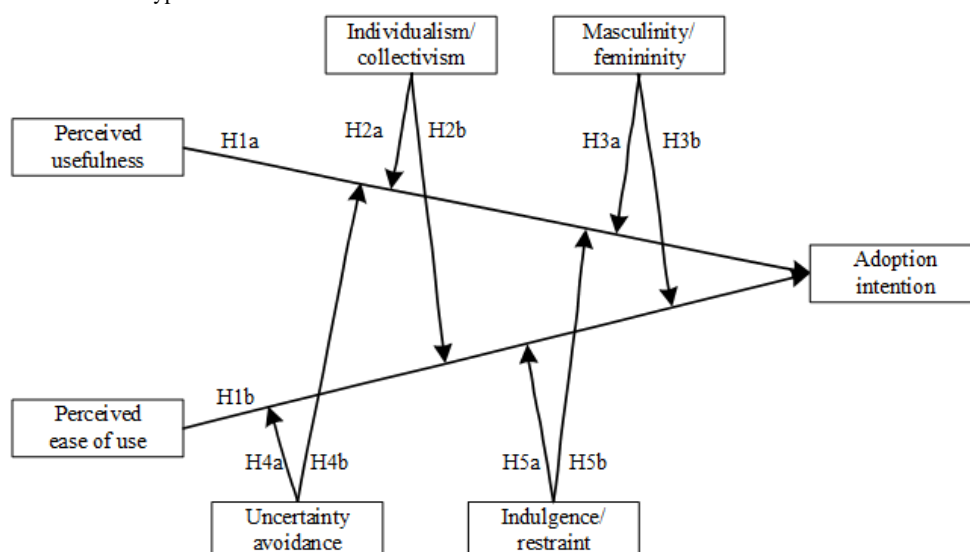 Individualism/
collectivism
Masculinity/
femininity
H2a
H2b
H3a
H3b
Perceived
usefulness
H1a
Adoption
intention
Perceived
ease of use
H1b
H4a
H4b
H5a
H5b
Uncertainty
avoidance
Indulgence/
restraint